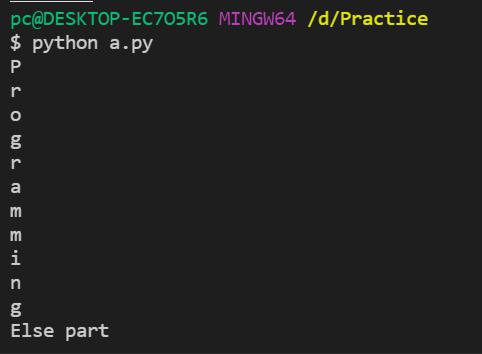 pc@DESKTOP-EC7O5R6 MINGW64 /d/Practice
$ python a.py
P
r
o
g
r
a
m
m
i
n
g
Else part